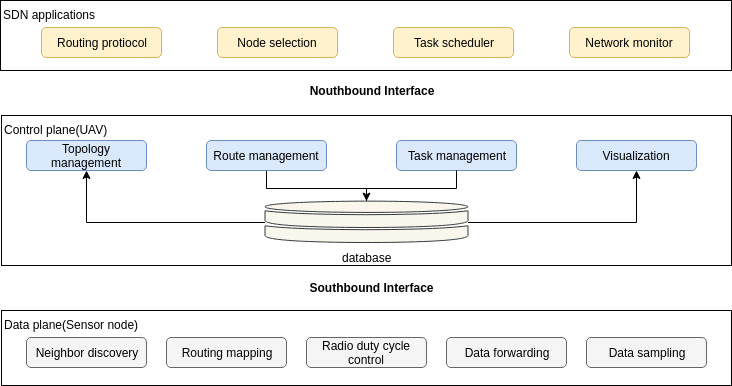 SDN applications
Routing protiocol
Node selection
Task scheduler
Network monitor
Nouthbound Interface
Control plane(UAV)
Topology
management
Route management
Task management
Visualization
database
Southbound Interface
Data plane(Sensor node)
Neighbor discovery
Routing mapping
Radio duty cycle
control
Data forwarding
Data sampling